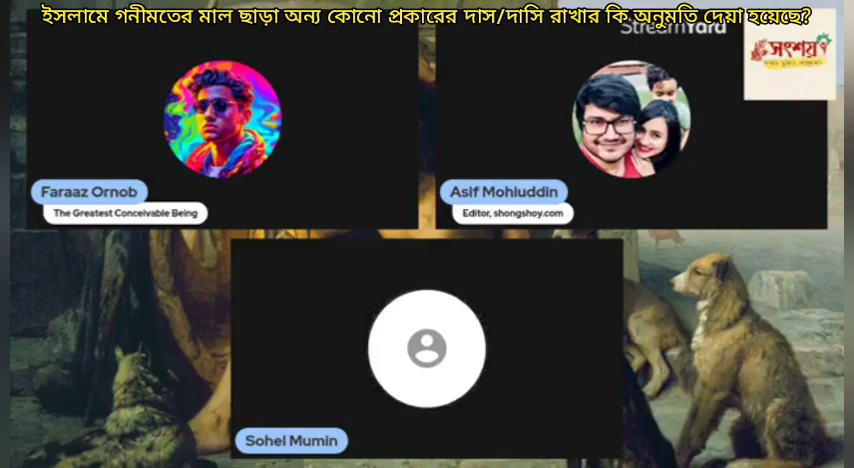 ইসলামে গনীমতের মাল ছাড়া অন্য কোনো প্রকারের দাস/দাসি রাখার কি অনুমতি দেয়া হয়েছে?
StreamYard
সংশয়
Faraaz Ornob
The Greatest Conceivable Being
Asif Mohiuddin
Editor, shongshoy.com
Sohel Mumin